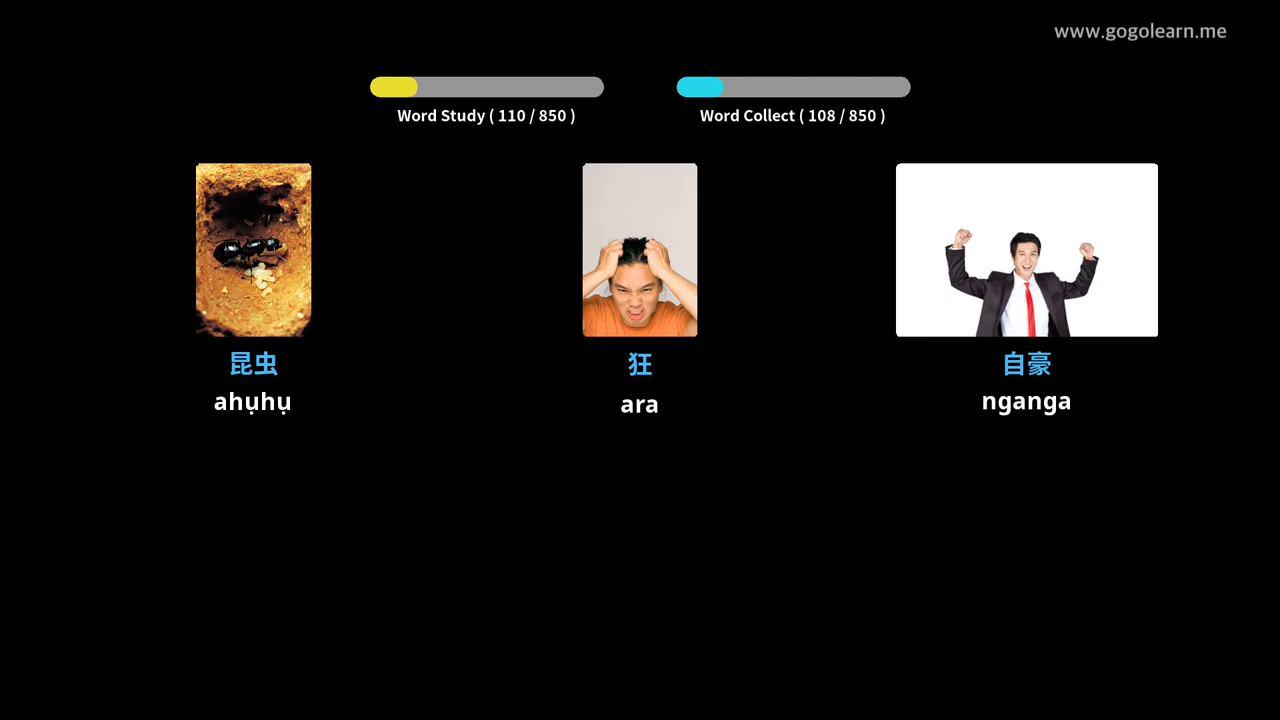 www.gogolearn.me
Word Study ( 110 / 850 )
Word Collect ( 108 / 850 )
昆虫
ahụhụ
狂
ara
自豪
nganga